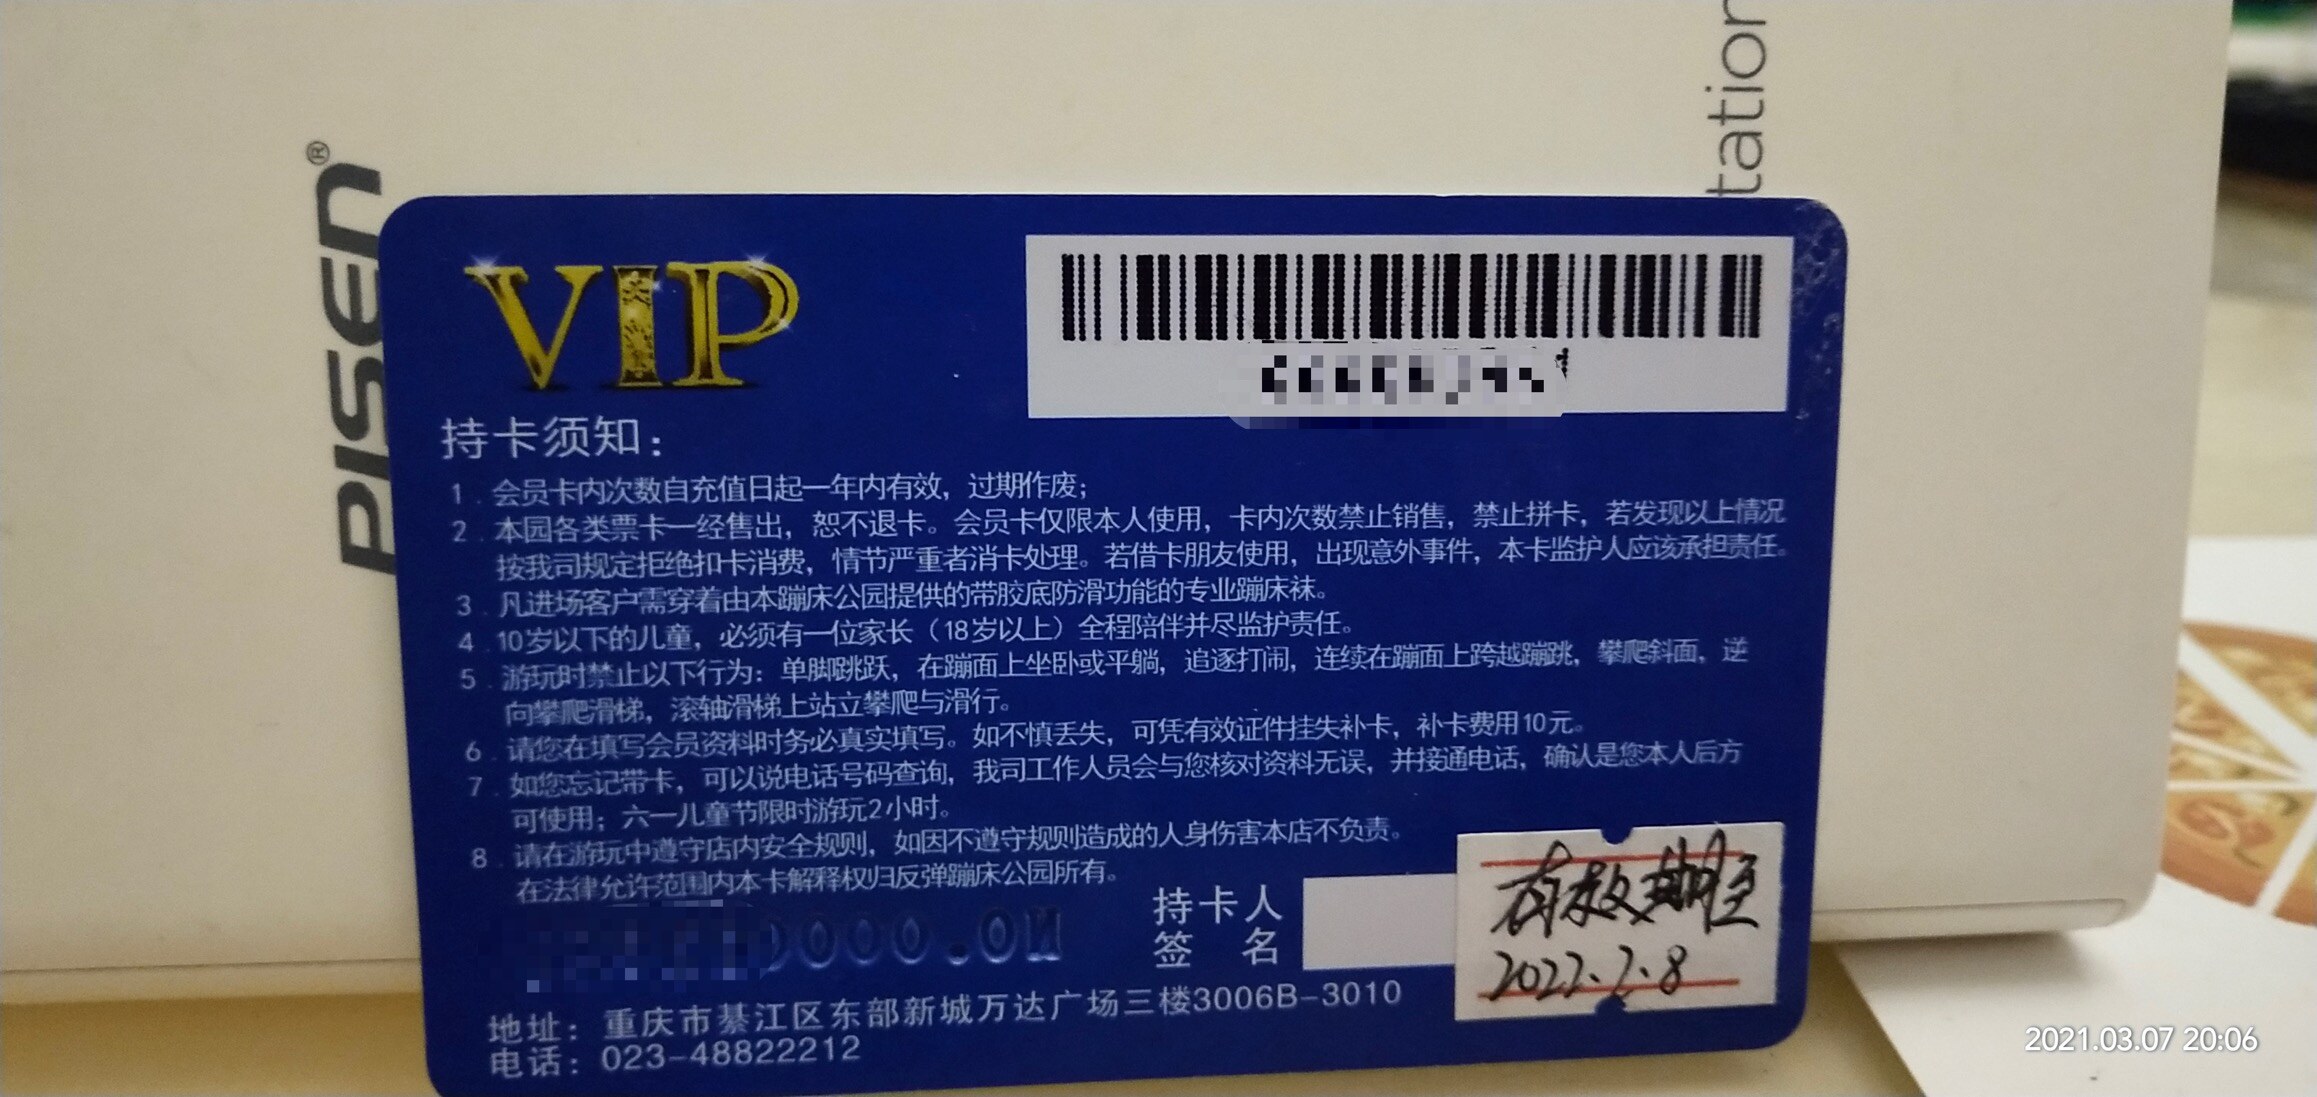 PISEN®
tation
VIP
持卡须知：
1．会员卡内次数自充值日起一年内有效，过期作废；
2．本园各类票卡一经售出，恕不退卡。会员卡仅限本人使用，卡内次数禁止销售，禁止拼卡，若发现以上情况
按我司规定拒绝扣卡消费，情节严重者消卡处理。若借卡朋友使用，出现意外事件，本卡监护人应该承担责任。
3．凡进场客户需穿着由本蹦床公园提供的带胶底防滑功能的专业蹦床袜。
4．10岁以下的儿童，必须有一位家长（18岁以上）全程陪伴并尽监护责任。
5．游玩时禁止以下行为：单脚跳跃，在蹦面上坐卧或平躺，追逐打闹，连续在蹦面上跨越蹦跳，攀爬斜面，逆
向攀爬滑梯，滚轴滑梯上站立攀爬与滑行。
6．请您在填写会员资料时务必真实填写。如不慎丢失，可凭有效证件挂失补卡，补卡费用10元。
7．如您忘记带卡，可以说电话号码查询，我司工作人员会与您核对资料无误，并接通电话，确认是您本人后方
可使用；六一儿童节限时游玩2小时。
8．请在游玩中遵守店内安全规则，如因不遵守规则造成的人身伤害本店不负责。
在法律允许范围内本卡解释权归反弹蹦床公园所有。
持卡人
签 名
有效期至
2022.2.8
地址：重庆市綦江区东部新城万达广场三楼3006B-3010
电话：023-48822212
2021.03.07 20:06